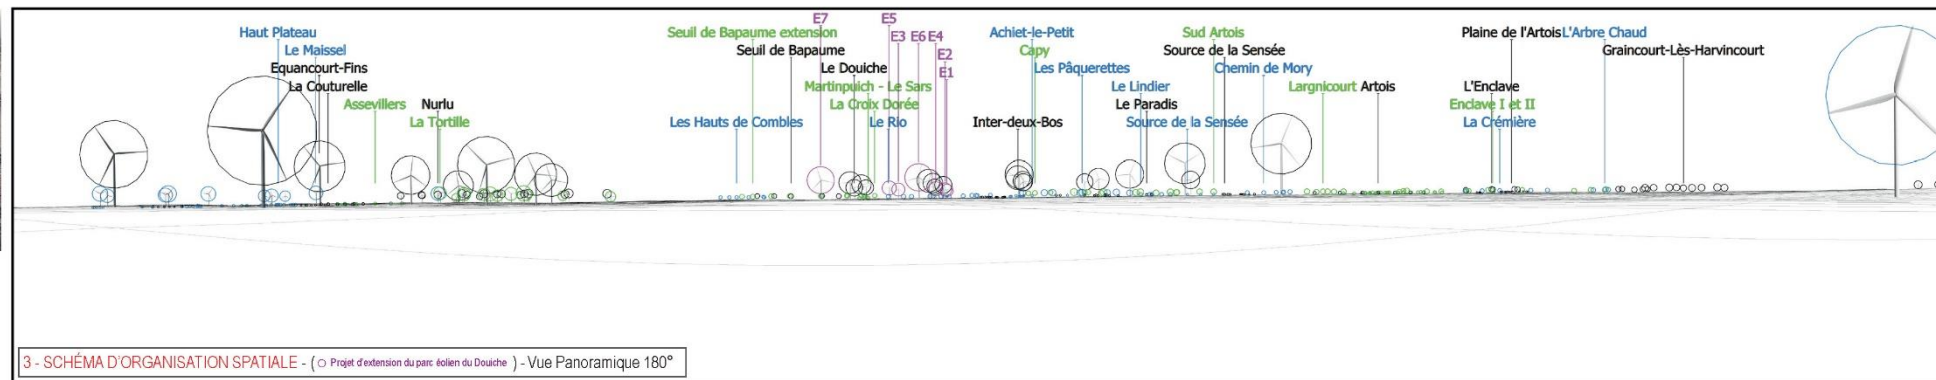 Haut Plateau
Le Maissel
Equancourt-Fins
La Couturelle
Assevillers
Nurlu
La Tortille
Seuil de Bapaume extension
Seuil de Bapaume
Les Hauts de Combles
E7
E5
E3 E6 E4
E2
E1
Le Douiche
Martinpuich - Le Sars
La Croix Dorée
Le Rio
Achiet-le-Petit
Capy
Les Pâquerettes
Inter-deux-Bos
Le Lindier
Le Paradis
Source de la Sensée
Sud Artois
Source de la Sensée
Chemin de Mory
Largnicourt
Artois
Plaine de l'Artois
L'Arbre Chaud
L'Enclave
Enclave I et II
La Crémière
Graincourt-Lès-Harvincourt
3 - SCHÉMA D'ORGANISATION SPATIALE - ( Projet d'extension du parc éolien du Douiche ) - Vue Panoramique 180°